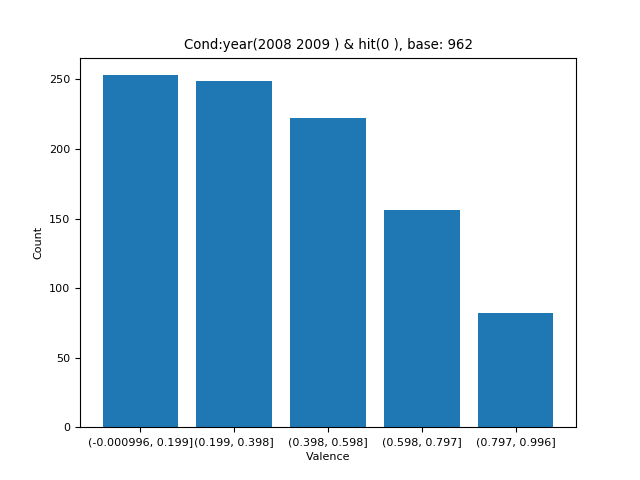 Cond:year(2008 2009 ) & hit(0 ), base: 962
250
200
150
100
50
0
Count
(-0.000996, 0.199] (0.199, 0.398] (0.398, 0.598] (0.598, 0.797] (0.797, 0.996]
Valence